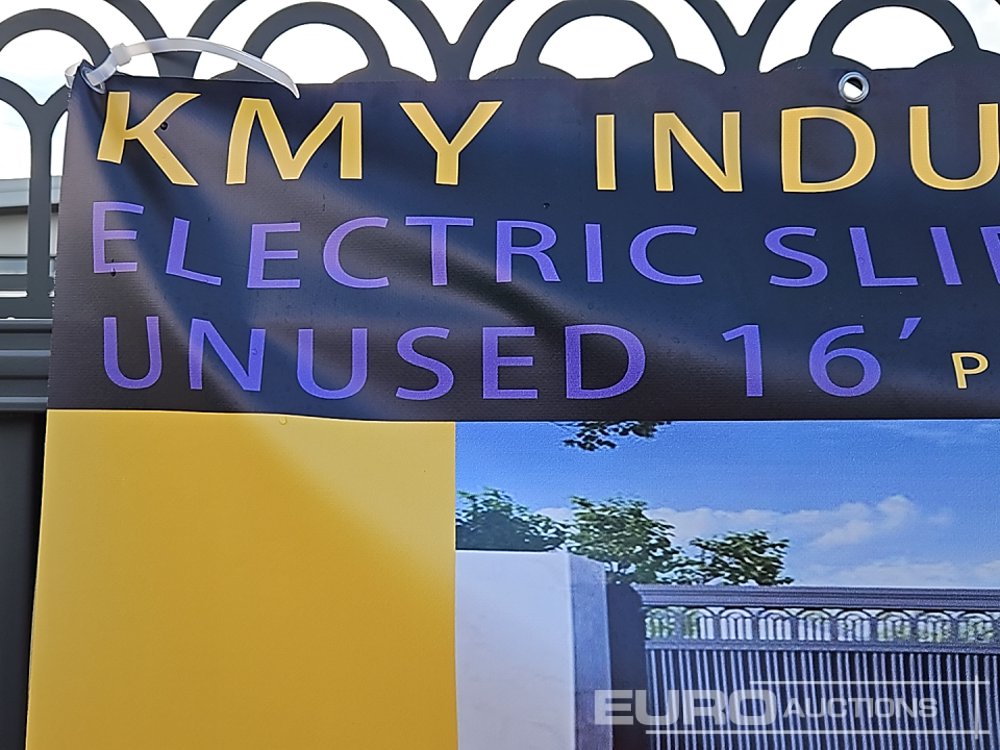 KMY INDU
ELECTRIC SLI
UNUSED 16′ P
EURO AUCTIONS